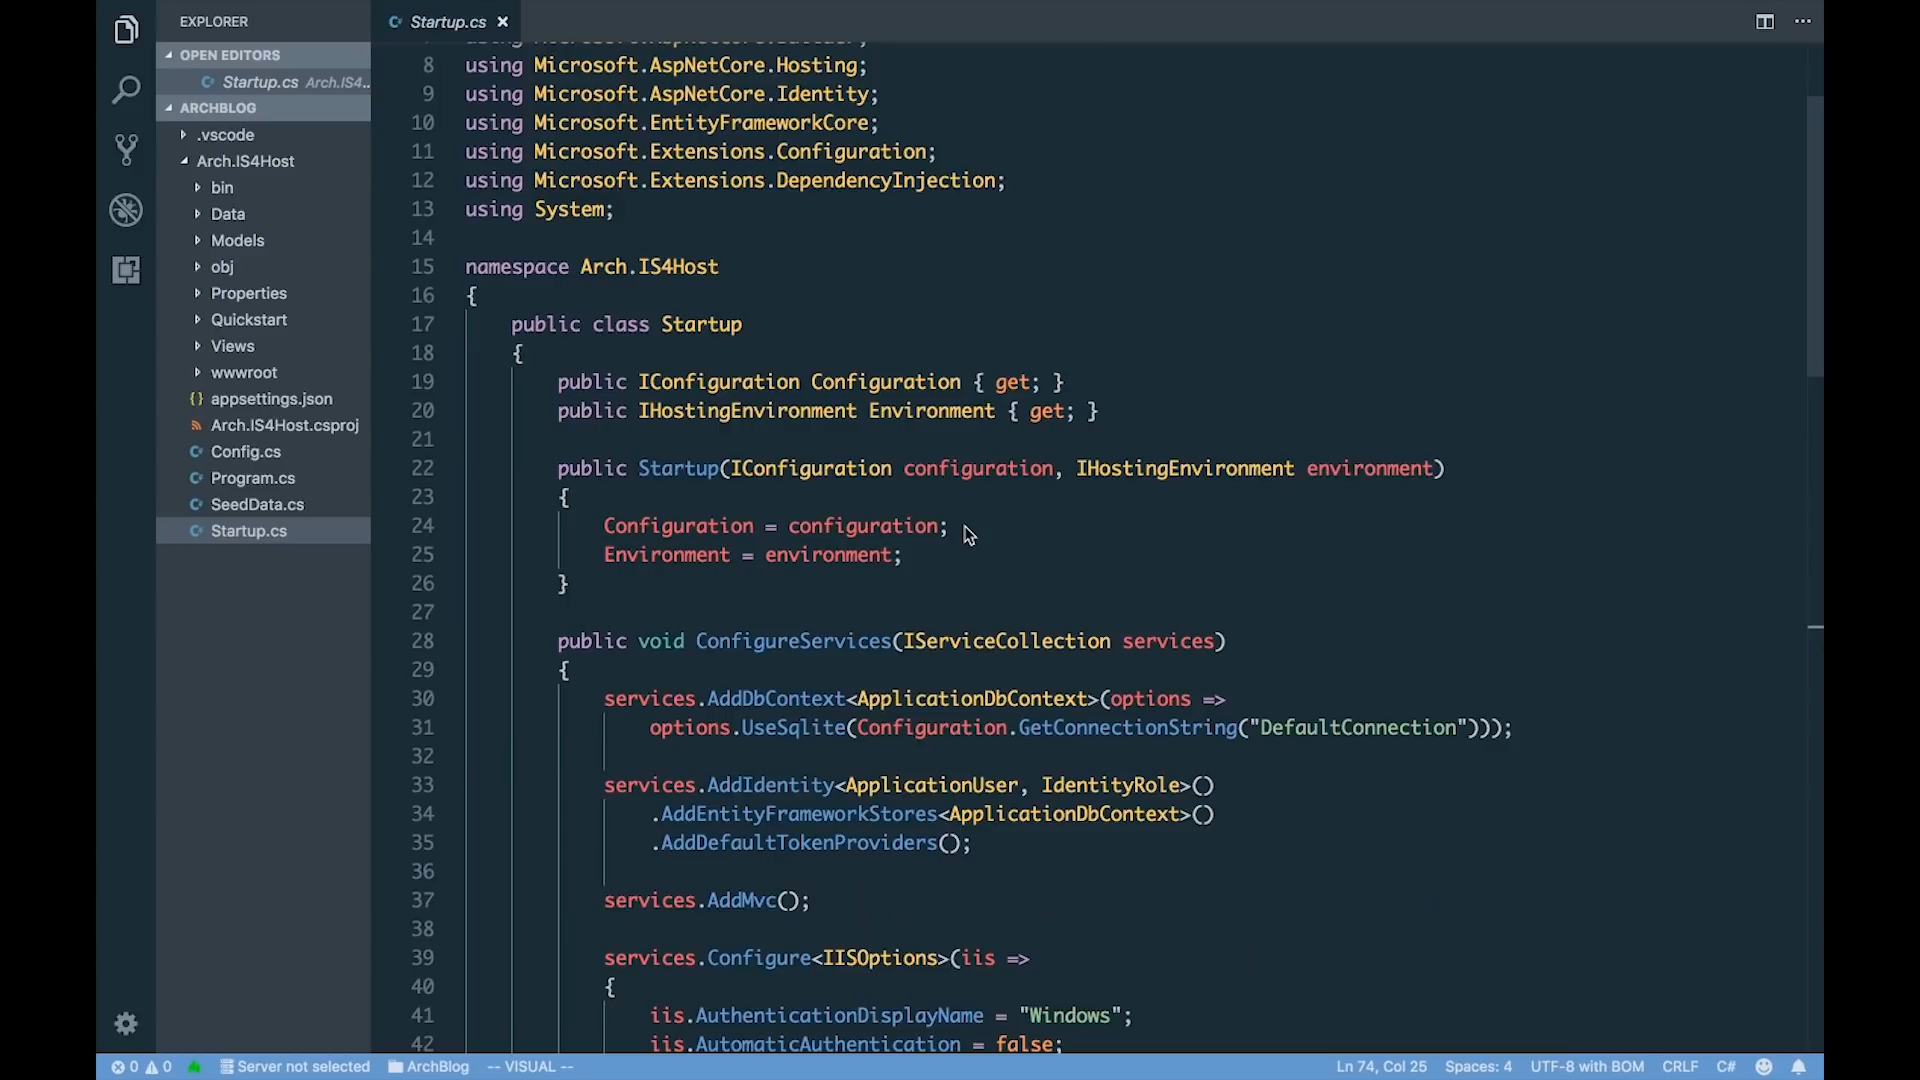 EXPLORER
OPEN EDITORS
Startup.cs Arch.IS4..
ARCHBLOG
.vscode
Arch.IS4Host
bin
Data
Models
obj
Properties
Quickstart
Views
wwwroot
{} appsettings.json
Arch.IS4Host.csproj
Config.cs
Program.cs
SeedData.cs
Startup.cs
Startup.cs ×
8 using Microsoft.AspNetCore.Hosting;
9 using Microsoft.AspNetCore.Identity;
10 using Microsoft.EntityFrameworkCore;
11 using Microsoft.Extensions.Configuration;
12 using Microsoft.Extensions.DependencyInjection;
13 using System;
14
15 namespace Arch.IS4Host
16 {
17 public class Startup
18 {
19 public IConfiguration Configuration { get; }
20 public IHostingEnvironment Environment { get; }
21
22 public Startup(IConfiguration configuration, IHostingEnvironment environment)
23 {
24 Configuration = configuration;
25 Environment = environment;
26 }
27
28 public void ConfigureServices(IServiceCollection services)
29 {
30 services.AddDbContext<ApplicationDbContext>(options =>
31 options.UseSqlite(Configuration.GetConnectionString("DefaultConnection")));
32
33 services.AddIdentity<ApplicationUser, IdentityRole>()
34 .AddEntityFrameworkStores<ApplicationDbContext>()
35 .AddDefaultTokenProviders();
36
37 services.AddMvc();
38
39 services.Configure<IISOptions>(iis =>
40 {
41 iis.AuthenticationDisplayName = "Windows";
42 iis.AutomaticAuthentication = false;
0 0 Server not selected ArchBlog -- VISUAL -- Ln 74, Col 25 Spaces: 4 UTF-8 with BOM CRLF C#